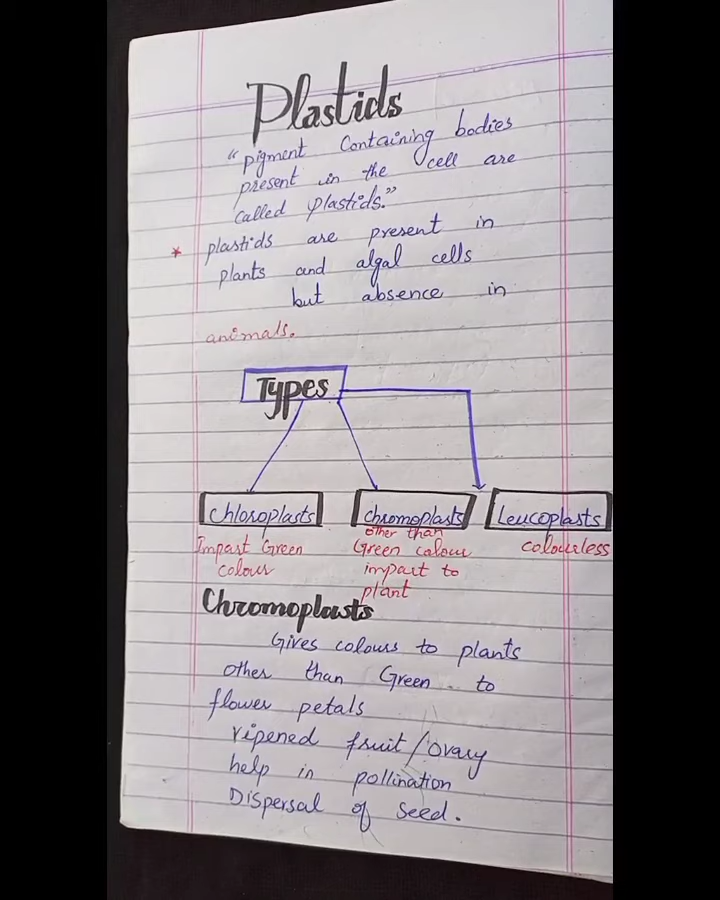 Plastids
"pigment Containing bodies
present in the cell are
called plastids."
* plastids are present in
plants and algal cells
but absence in
animals.
Types
Chloroplasts
Impart Green
colour
chromoplasts
other than
Green colour
impart to
plant
Leucoplasts
colourless
Chromoplasts
Gives colours to plants
other than Green to
flower petals
ripened fruit/ovary
help in pollination
Dispersal of seed.